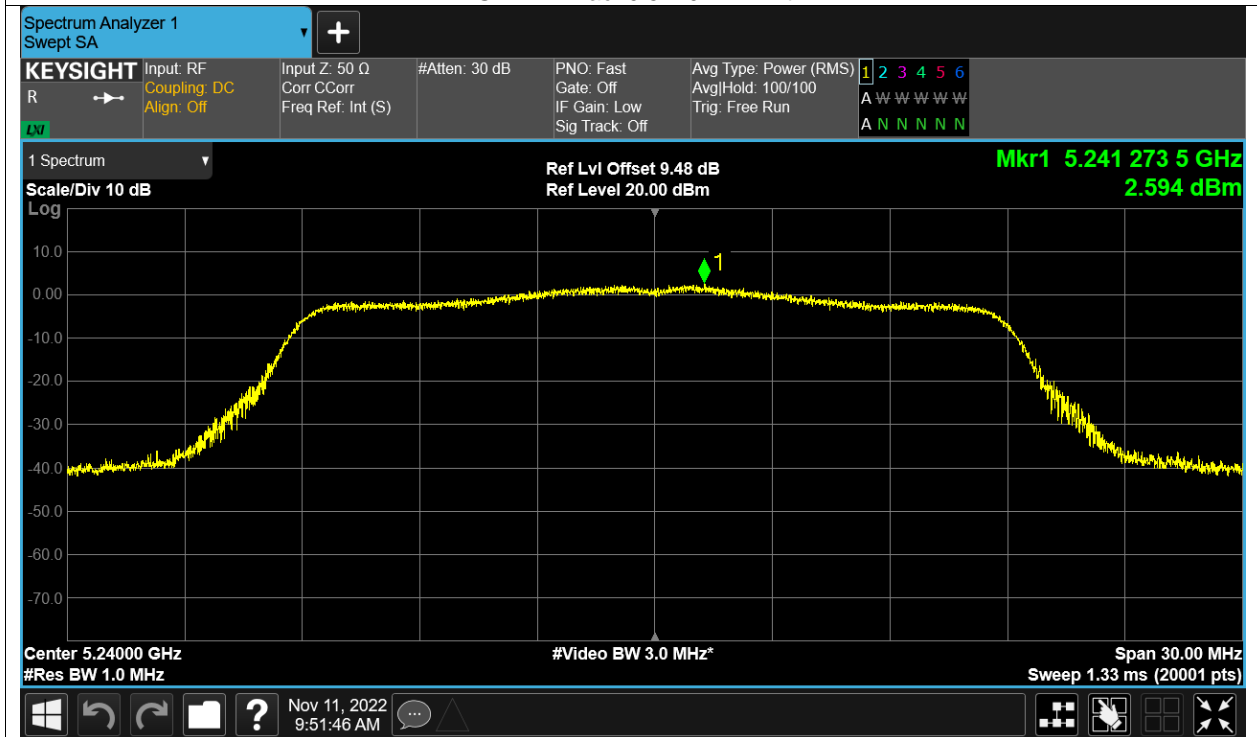 Spectrum Analyzer 1
Swept SA
+
KEYSIGHT Input: RF Input Z: 50 Ω #Atten: 30 dB PNO: Fast Avg Type: Power (RMS) 1 2 3 4 5 6
R Coupling: DC Corr CCorr Gate: Off Avg|Hold: 100/100 A W W W W W
Align: Off Freq Ref: Int (S) IF Gain: Low Trig: Free Run
LXI Sig Track: Off A N N N N N
1 Spectrum Ref Lvl Offset 9.48 dB Mkr1 5.241 273 5 GHz
Scale/Div 10 dB Ref Level 20.00 dBm 2.594 dBm
Log
10.0
1
0.00
-10.0
-20.0
-30.0
-40.0
-50.0
-60.0
-70.0
Center 5.24000 GHz #Video BW 3.0 MHz* Span 30.00 MHz
#Res BW 1.0 MHz Sweep 1.33 ms (20001 pts)
? Nov 11, 2022
9:51:46 AM